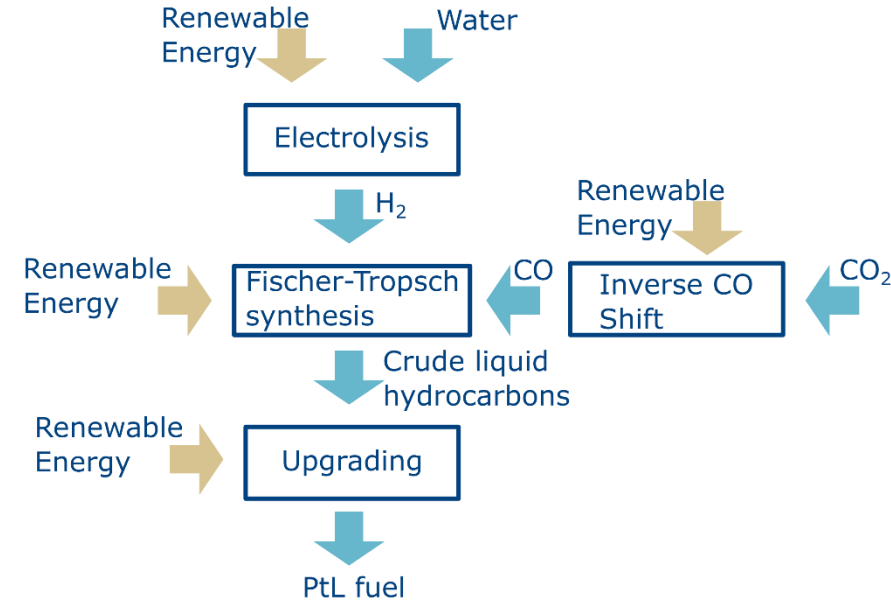 Renewable
Energy
Water
Electrolysis
H₂
Renewable
Energy
Renewable
Energy
Fischer-Tropsch
synthesis
CO
Inverse CO
Shift
CO₂
Crude liquid
hydrocarbons
Renewable
Energy
Upgrading
PtL fuel